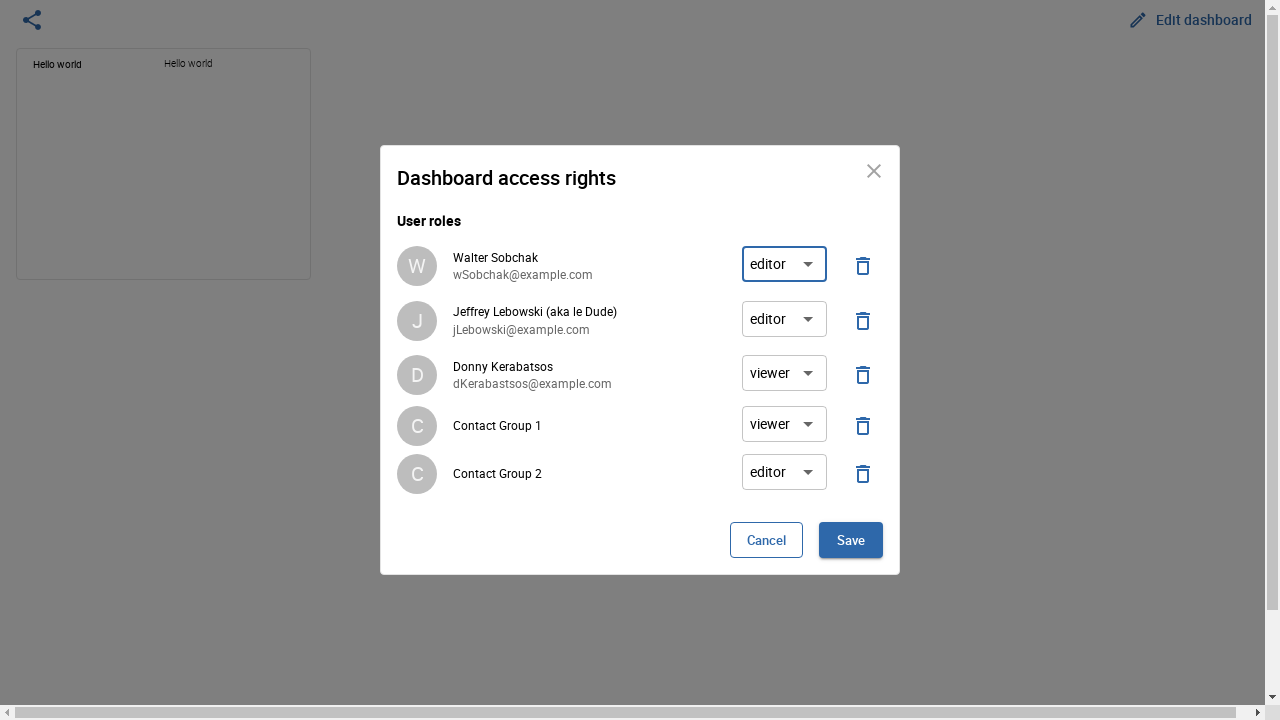 Edit dashboard
Hello world
Hello world
Dashboard access rights
User roles
W
Walter Sobchak
wSobchak@example.com
editor
J
Jeffrey Lebowski (aka le Dude)
jLebowski@example.com
editor
D
Donny Kerabatsos
dKerabastsos@example.com
viewer
C
Contact Group 1
viewer
C
Contact Group 2
editor
Cancel
Save